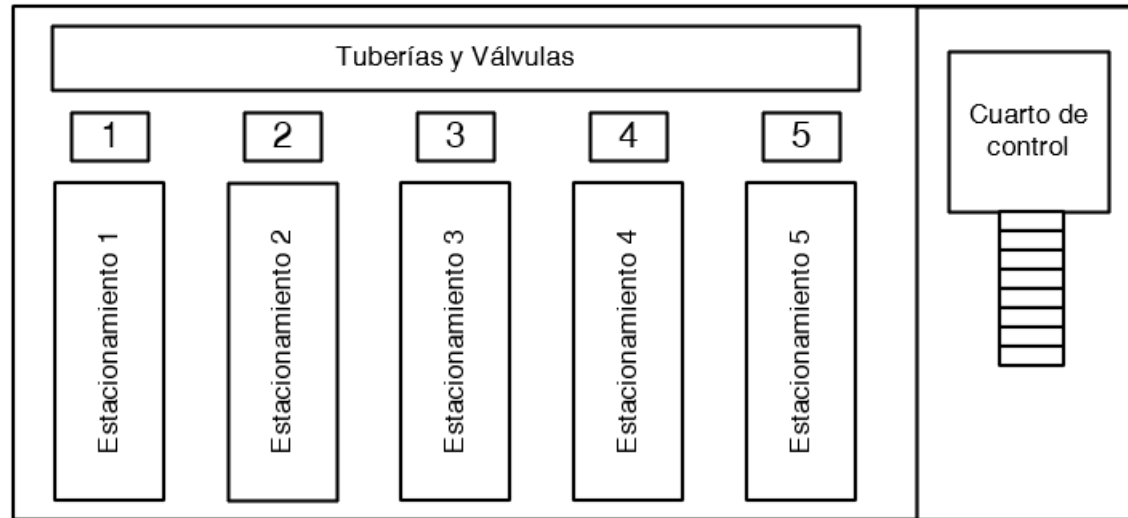 Tuberías y Válvulas
1
2
3
4
5
Cuarto de
control
Estacionamiento 1
Estacionamiento 2
Estacionamiento 3
Estacionamiento 4
Estacionamiento 5